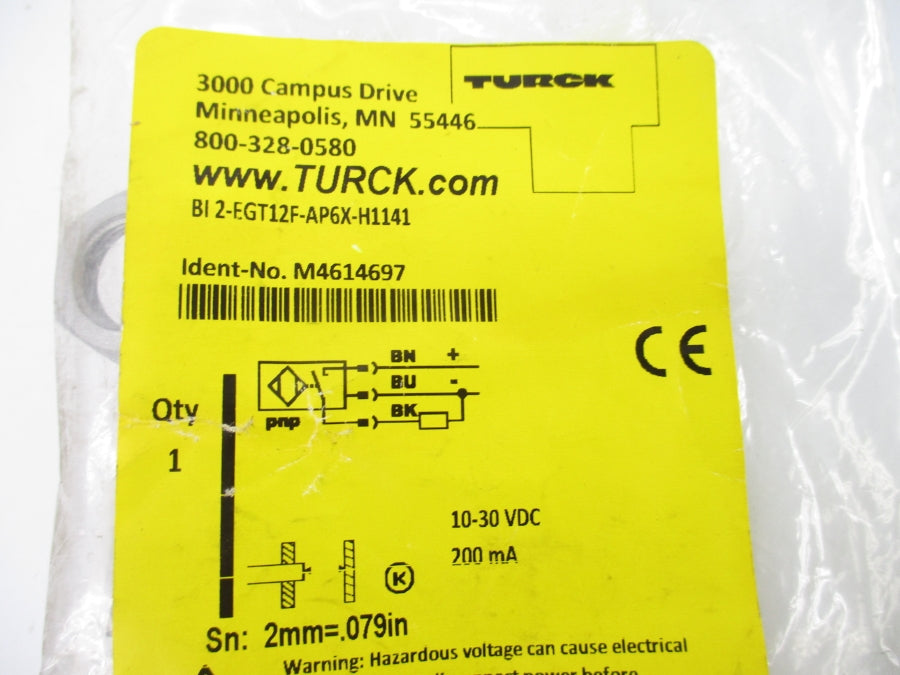 TURCK
3000 Campus Drive
Minneapolis, MN 55446
800-328-0580
www.TURCK.com
BI 2-EGT12F-AP6X-H1141
Ident-No. M4614697
CE
BN +
BU -
BK
pnp
Qty
1
10-30 VDC
200 mA
K
Sn: 2mm=.079in
Warning: Hazardous voltage can cause electrical
power before